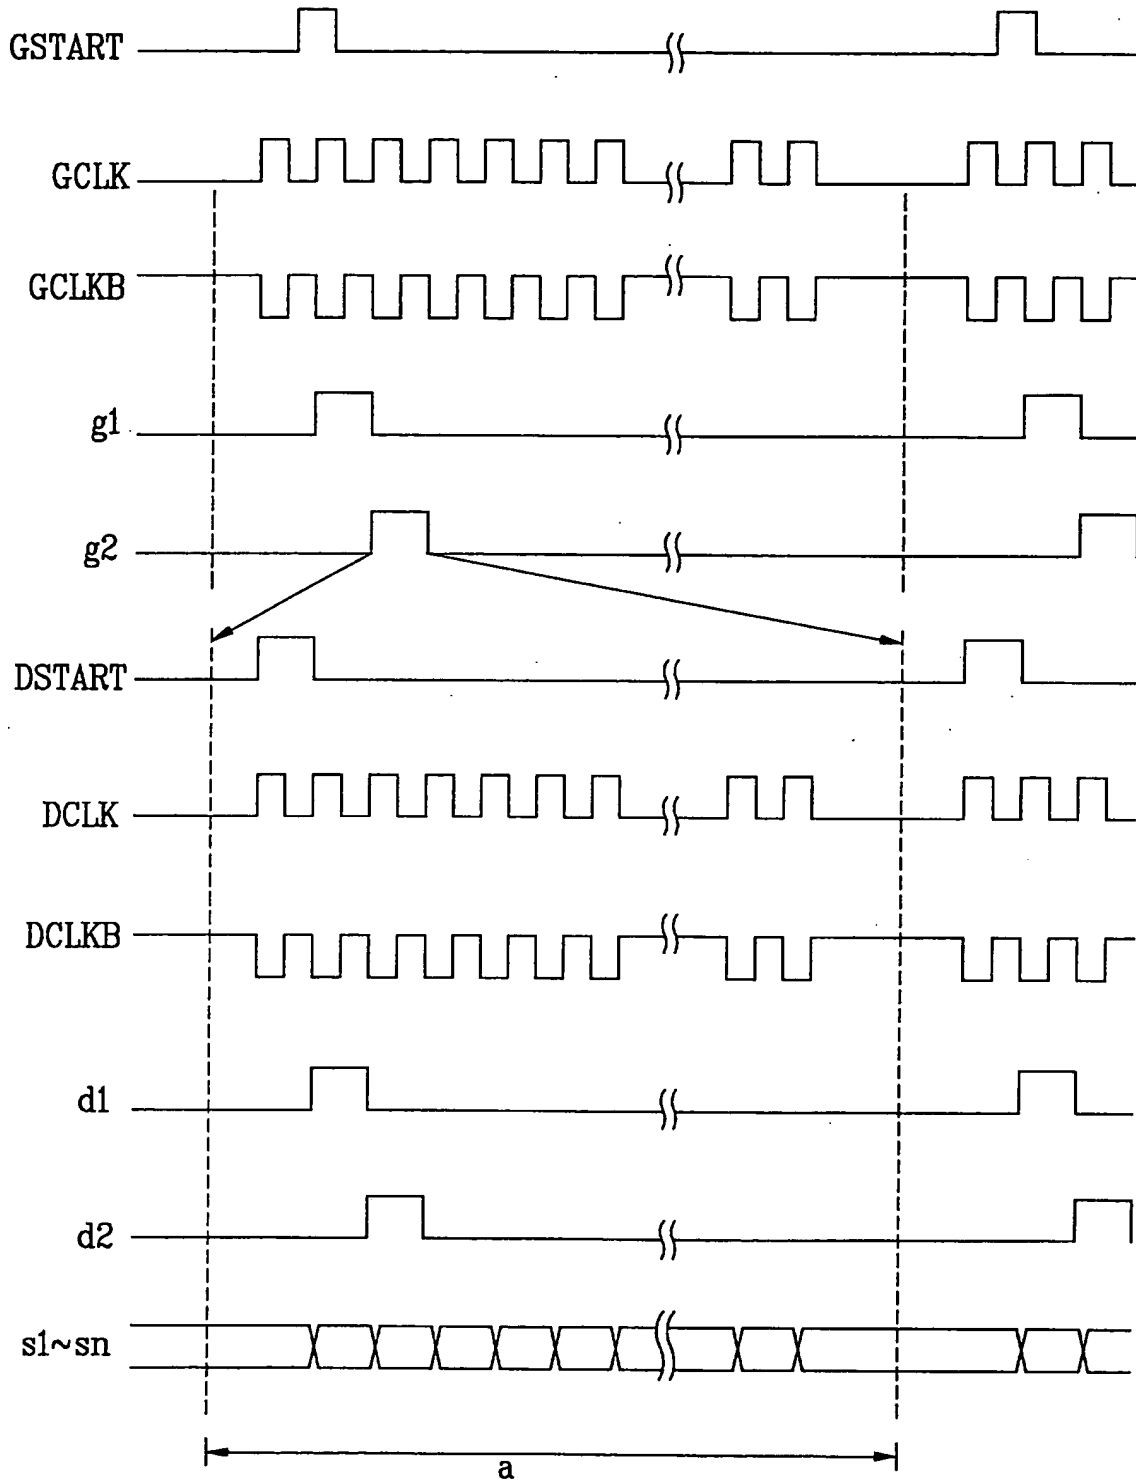 GSTART
GCLK
GCLKB
g1
g2
DSTART
DCLK
DCLKB
d1
d2
s1~sn
a